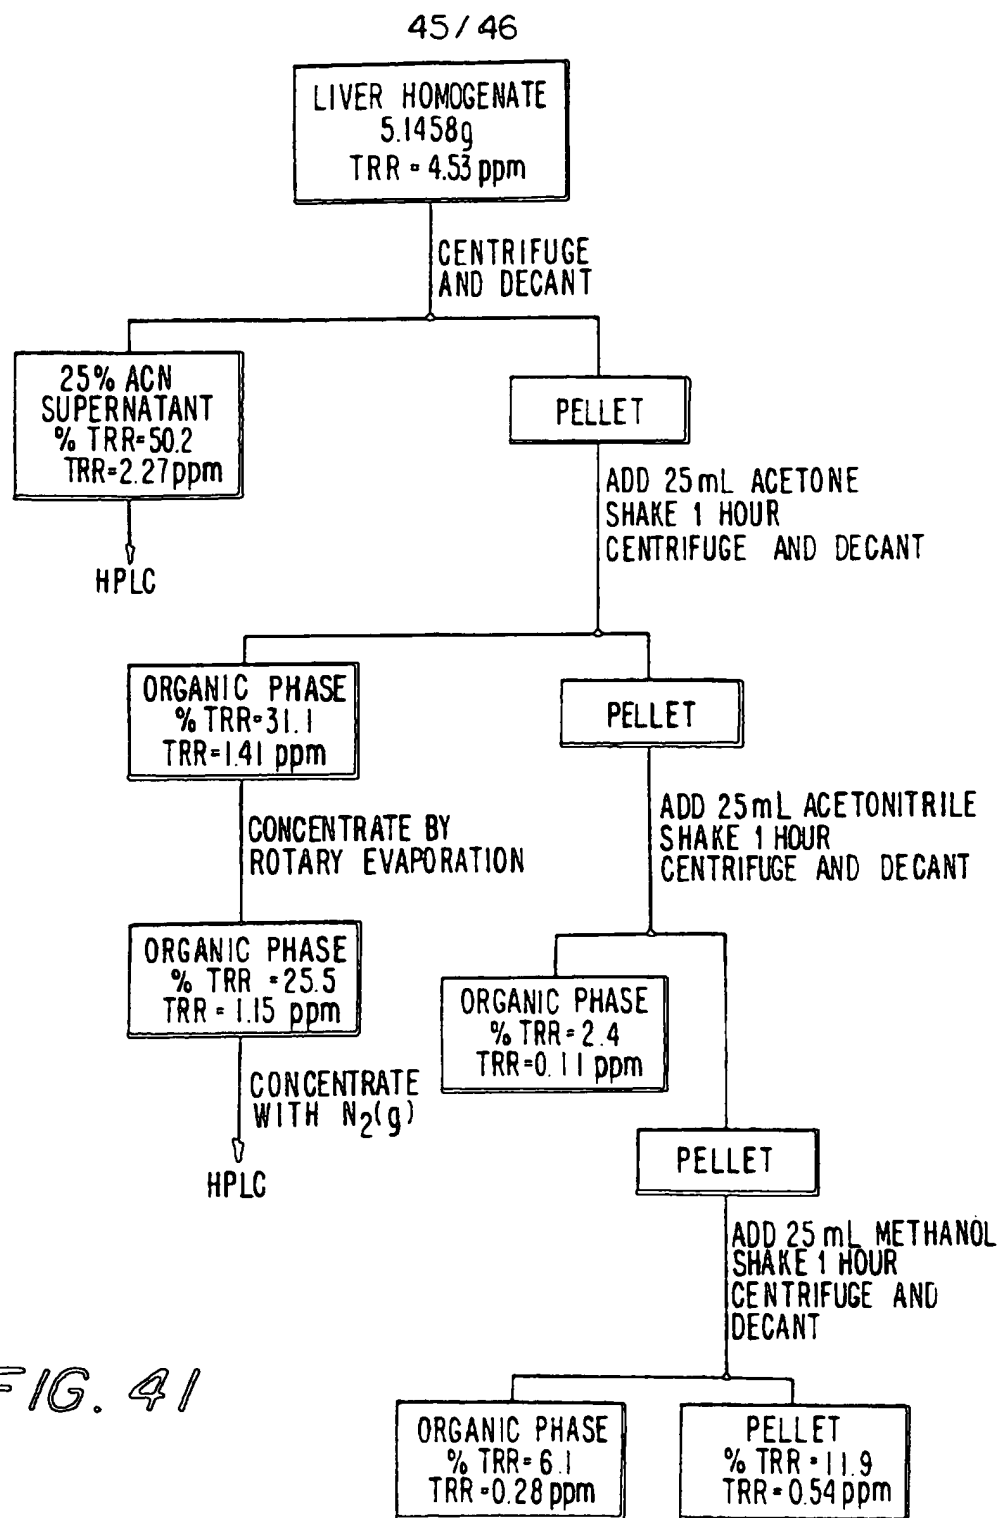 45/46
LIVER HOMOGENATE
5.1458g
TRR = 4.53 ppm
CENTRIFUGE
AND DECANT
25% ACN
SUPERNATANT
% TRR=50.2
TRR=2.27ppm
HPLC
PELLET
ADD 25mL ACETONE
SHAKE 1 HOUR
CENTRIFUGE AND DECANT
ORGANIC PHASE
% TRR=31.1
TRR=1.41 ppm
CONCENTRATE BY
ROTARY EVAPORATION
ORGANIC PHASE
% TRR =25.5
TRR = 1.15 ppm
CONCENTRATE
WITH N2(g)
HPLC
PELLET
ADD 25mL ACETONITRILE
SHAKE 1 HOUR
CENTRIFUGE AND DECANT
ORGANIC PHASE
% TRR=2.4
TRR=0.11 ppm
PELLET
ADD 25mL METHANOL
SHAKE 1 HOUR
CENTRIFUGE AND
DECANT
ORGANIC PHASE
% TRR=6.1
TRR=0.28 ppm
PELLET
% TRR=11.9
TRR=0.54ppm
FIG. 41